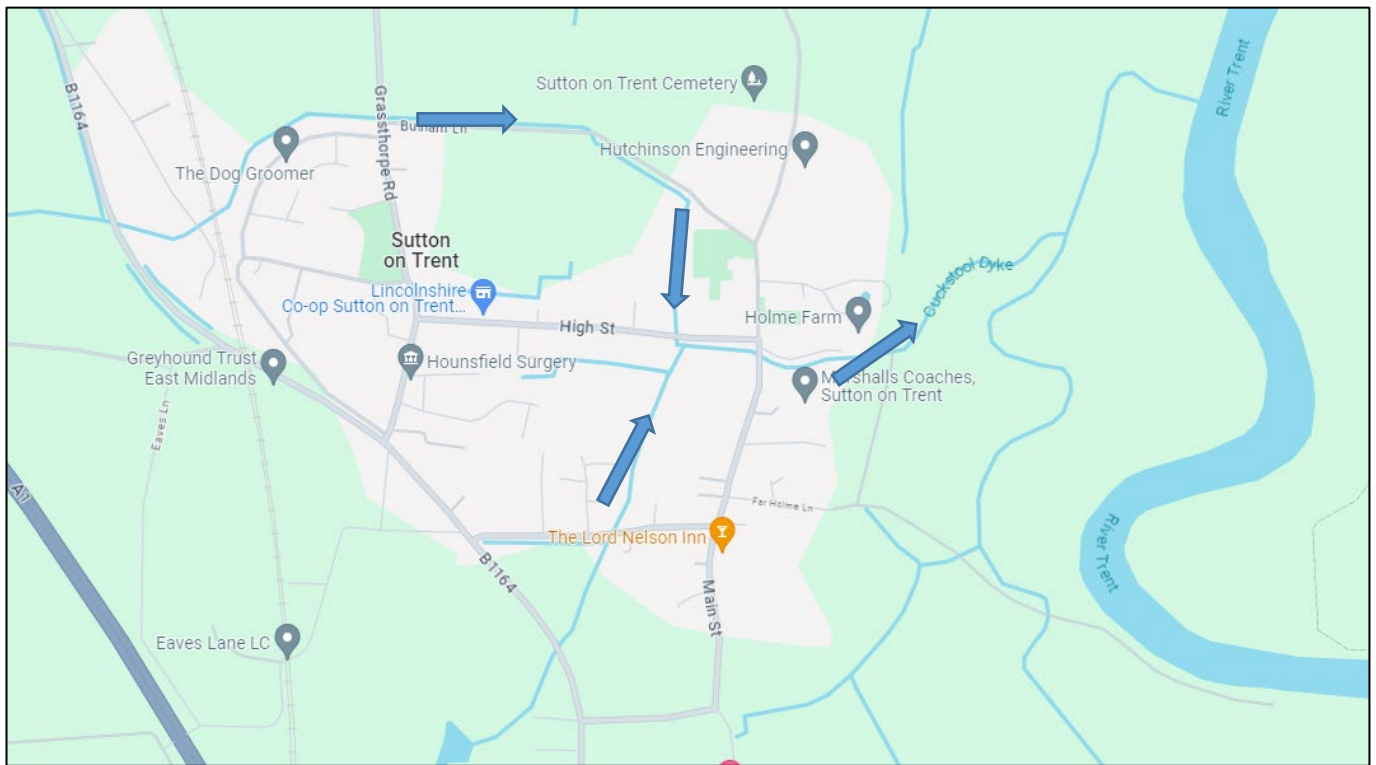 B1164
Grassthorpe Rd
Sutton on Trent Cemetery
River Trent
Bulham Ln
Hutchinson Engineering
The Dog Groomer
Sutton
on Trent
Cuckstool Dyke
Lincolnshire
Co-op Sutton on Trent...
High St
Holme Farm
Greyhound Trust
East Midlands
Hounsfield Surgery
Marshalls Coaches,
Sutton on Trent
Eaves Ln
A1
Far Holme Ln
The Lord Nelson Inn
River Trent
B1164
Main St
Eaves Lane LC